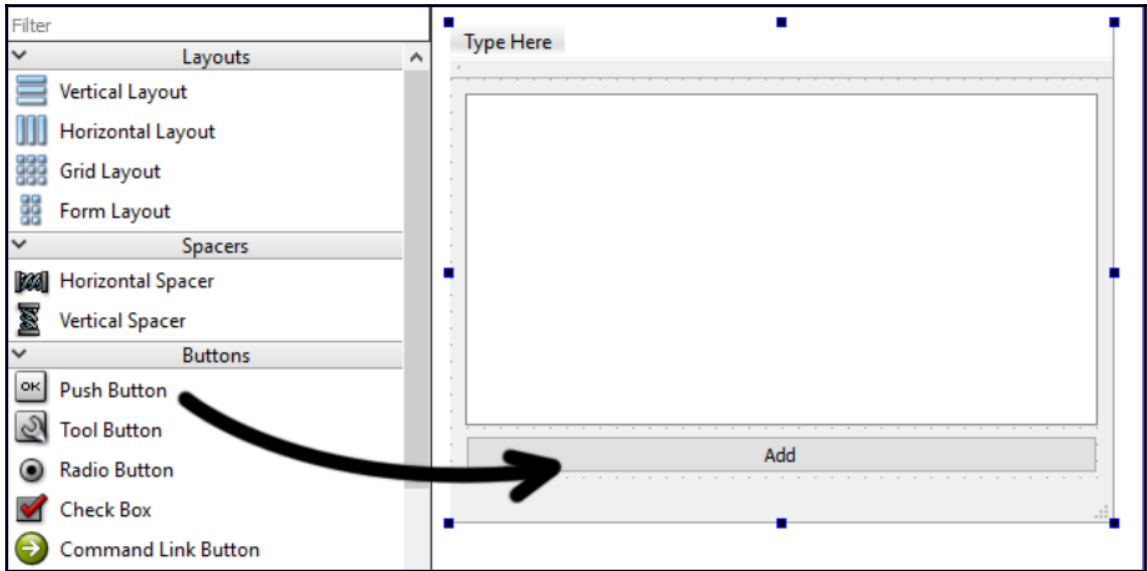 Filter
Layouts
Vertical Layout
Horizontal Layout
Grid Layout
Form Layout
Spacers
Horizontal Spacer
Vertical Spacer
Buttons
OK
Push Button
Tool Button
Radio Button
Check Box
Command Link Button
Type Here
Add